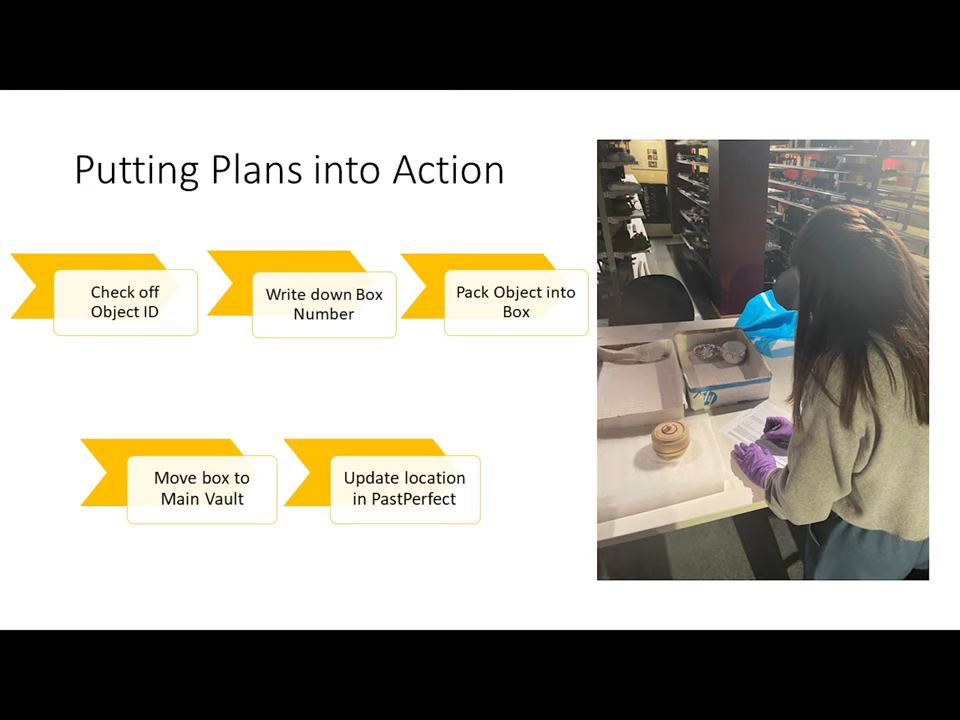 Putting Plans into Action
Check off
Object ID
Write down Box
Number
Pack Object into
Box
Move box to
Main Vault
Update location
in PastPerfect
hp